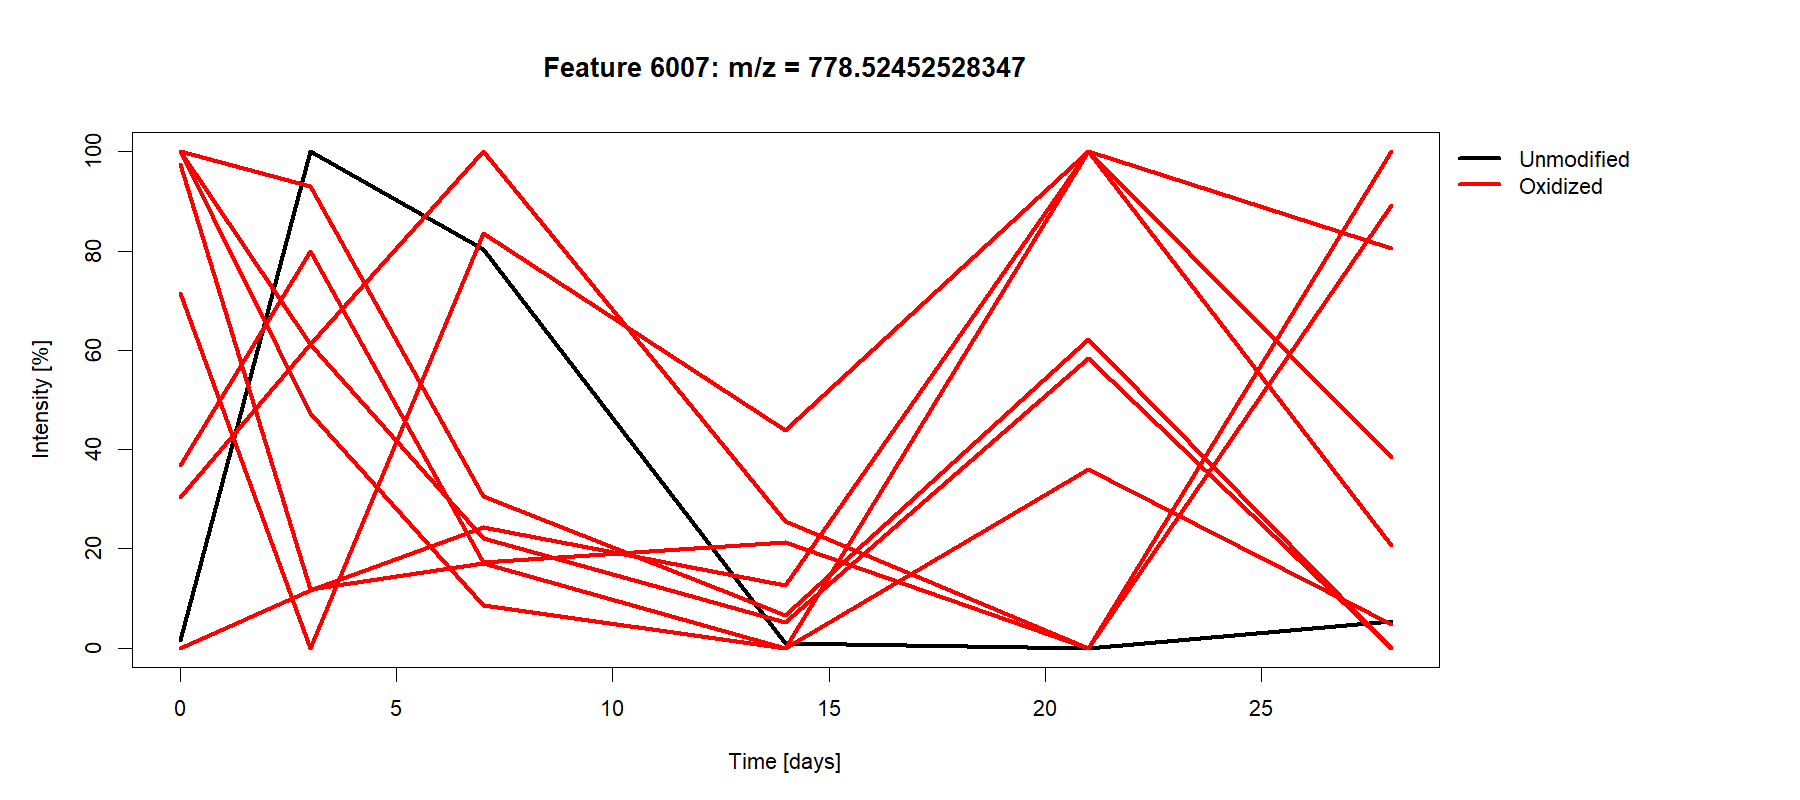 Feature 6007: m/z = 778.52452528347
Unmodified
Oxidized
100
80
60
40
20
0
Intensity [%]
0 5 10 15 20 25
Time [days]